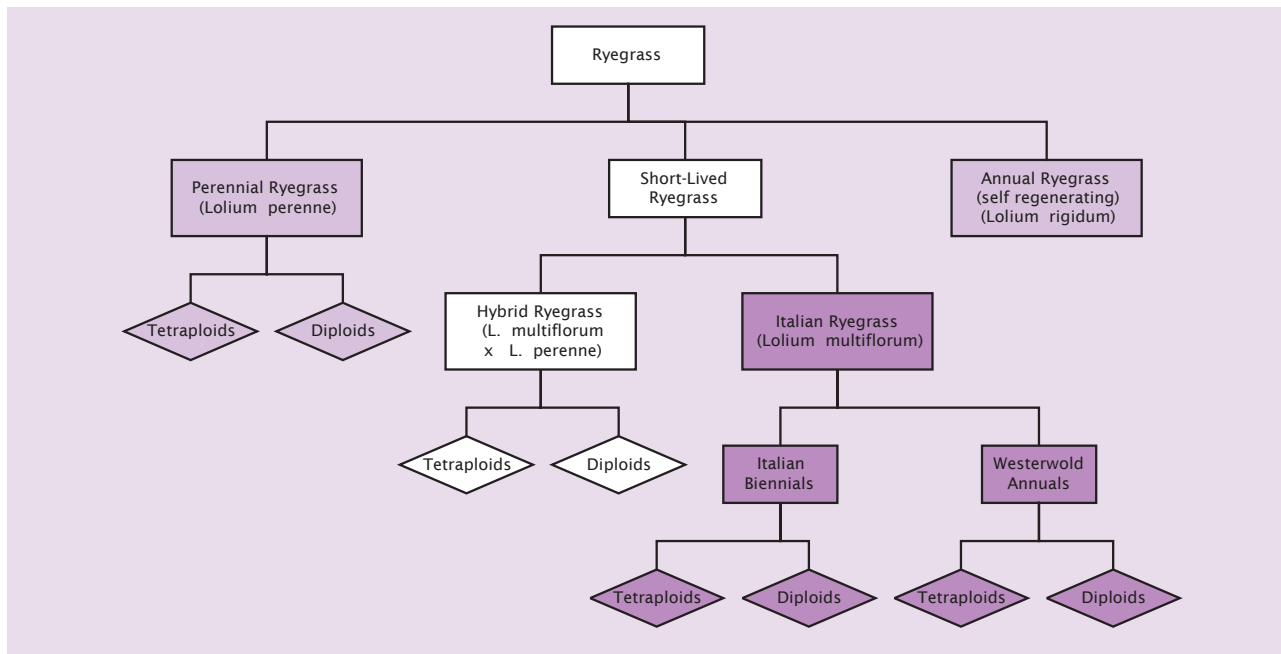 Ryegrass
Perennial Ryegrass
(Lolium perenne)
Short-Lived
Ryegrass
Annual Ryegrass
(self regenerating)
(Lolium rigidum)
Tetraploids
Diploids
Hybrid Ryegrass
(L. multiflorum
x L. perenne)
Italian Ryegrass
(Lolium multiflorum)
Tetraploids
Diploids
Italian
Biennials
Westerwold
Annuals
Tetraploids
Diploids
Tetraploids
Diploids